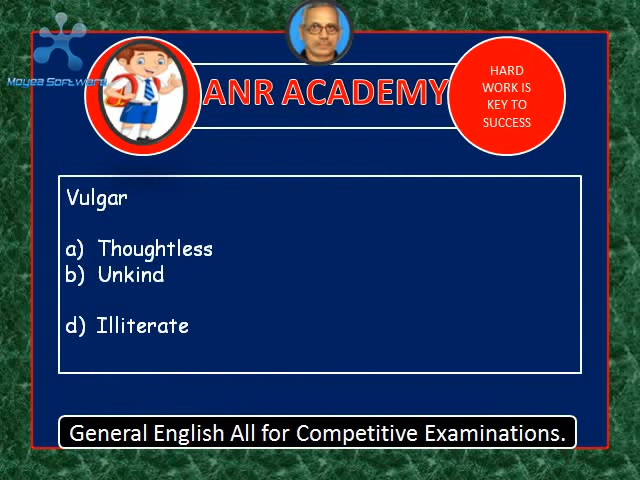 Moyea Software
ANR ACADEMY
HARD
WORK IS
KEY TO
SUCCESS
Vulgar
a) Thoughtless
b) Unkind
d) Illiterate
General English All for Competitive Examinations.